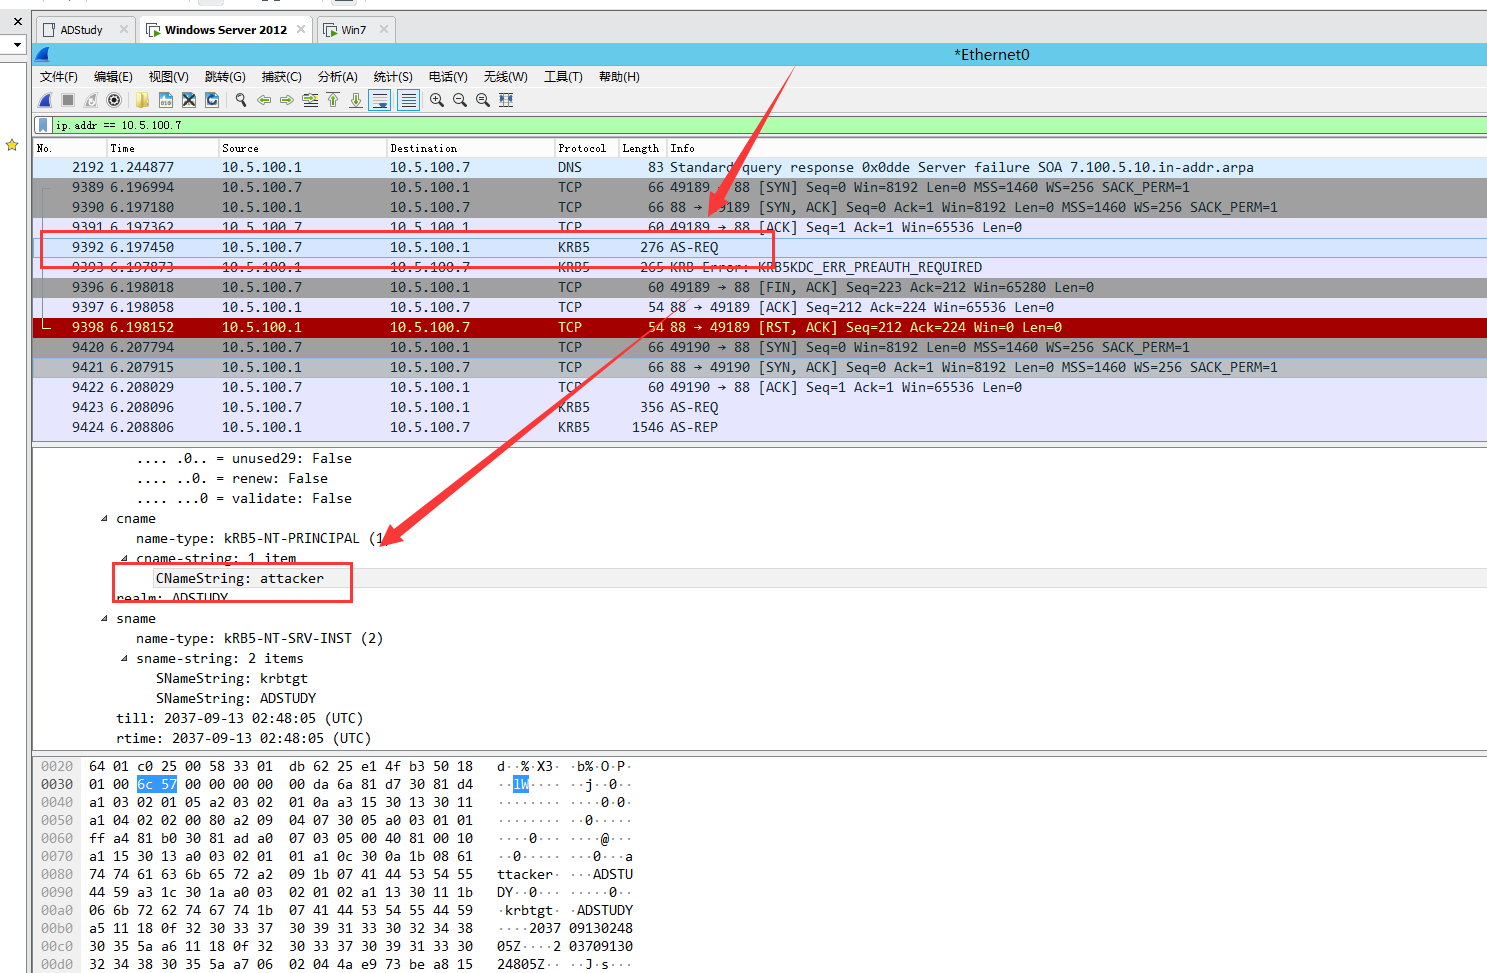 ADStudy × Windows Server 2012 × Win7 ×
*Ethernet0
文件(F) 编辑(E) 视图(V) 跳转(G) 捕获(C) 分析(A) 统计(S) 电话(Y) 无线(W) 工具(T) 帮助(H)
ip.addr == 10.5.100.7
No. Time Source Destination Protocol Length Info
2192 1.244877 10.5.100.1 10.5.100.7 DNS 83 Standard query response 0x0dde Server failure SOA 7.100.5.10.in-addr.arpa
9389 6.196994 10.5.100.7 10.5.100.1 TCP 66 49189 → 88 [SYN] Seq=0 Win=8192 Len=0 MSS=1460 WS=256 SACK_PERM=1
9390 6.197180 10.5.100.1 10.5.100.7 TCP 66 88 → 49189 [SYN, ACK] Seq=0 Ack=1 Win=8192 Len=0 MSS=1460 WS=256 SACK_PERM=1
9391 6.197362 10.5.100.7 10.5.100.1 TCP 60 49189 → 88 [ACK] Seq=1 Ack=1 Win=65536 Len=0
9392 6.197450 10.5.100.7 10.5.100.1 KRB5 276 AS-REQ
9393 6.197873 10.5.100.1 10.5.100.7 KRB5 265 KRB Error: KRB5KDC_ERR_PREAUTH_REQUIRED
9396 6.198018 10.5.100.7 10.5.100.1 TCP 60 49189 → 88 [FIN, ACK] Seq=223 Ack=212 Win=65280 Len=0
9397 6.198058 10.5.100.1 10.5.100.7 TCP 54 88 → 49189 [ACK] Seq=212 Ack=224 Win=65536 Len=0
9398 6.198152 10.5.100.1 10.5.100.7 TCP 54 88 → 49189 [RST, ACK] Seq=212 Ack=224 Win=0 Len=0
9420 6.207794 10.5.100.7 10.5.100.1 TCP 66 49190 → 88 [SYN] Seq=0 Win=8192 Len=0 MSS=1460 WS=256 SACK_PERM=1
9421 6.207915 10.5.100.1 10.5.100.7 TCP 66 88 → 49190 [SYN, ACK] Seq=0 Ack=1 Win=8192 Len=0 MSS=1460 WS=256 SACK_PERM=1
9422 6.208029 10.5.100.7 10.5.100.1 TCP 60 49190 → 88 [ACK] Seq=1 Ack=1 Win=65536 Len=0
9423 6.208096 10.5.100.7 10.5.100.1 KRB5 356 AS-REQ
9424 6.208806 10.5.100.1 10.5.100.7 KRB5 1546 AS-REP
.... .0.. = unused29: False
.... ..0. = renew: False
.... ...0 = validate: False
cname
name-type: kRB5-NT-PRINCIPAL (1
cname-string: 1 item
CNameString: attacker
realm: ADSTUDY
sname
name-type: kRB5-NT-SRV-INST (2)
sname-string: 2 items
SNameString: krbtgt
SNameString: ADSTUDY
till: 2037-09-13 02:48:05 (UTC)
rtime: 2037-09-13 02:48:05 (UTC)
0020 64 01 c0 25 00 58 33 01 db 62 25 e1 4f b3 50 18 d··%·X3· ·b%·O·P·
0030 01 00 6c 57 00 00 00 00 00 da 6a 81 d7 30 81 d4 ··lW···· ··j··0··
0040 a1 03 02 01 05 a2 03 02 01 0a a3 15 30 13 30 11 ········ ····0·0·
0050 a1 04 02 02 00 80 a2 09 04 07 30 05 a0 03 01 01 ········ ··0·····
0060 ff a4 81 b0 30 81 ad a0 07 03 05 00 40 81 00 10 ····0··· ····@···
0070 a1 15 30 13 a0 03 02 01 01 a1 0c 30 0a 1b 08 61 ··0····· ···0···a
0080 74 74 61 63 6b 65 72 a2 09 1b 07 41 44 53 54 55 ttacker· ···ADSTU
0090 44 59 a3 1c 30 1a a0 03 02 01 02 a1 13 30 11 1b DY··0··· ·····0··
00a0 06 6b 72 62 74 67 74 1b 07 41 44 53 54 55 44 59 ·krbtgt· ·ADSTUDY
00b0 a5 11 18 0f 32 30 33 37 30 39 31 33 30 32 34 38 ····2037 09130248
00c0 30 35 5a a6 11 18 0f 32 30 33 37 30 39 31 33 30 05Z····2 03709130
00d0 32 34 38 30 35 5a a7 06 02 04 4a e9 73 be a8 15 24805Z·· ··J·s···